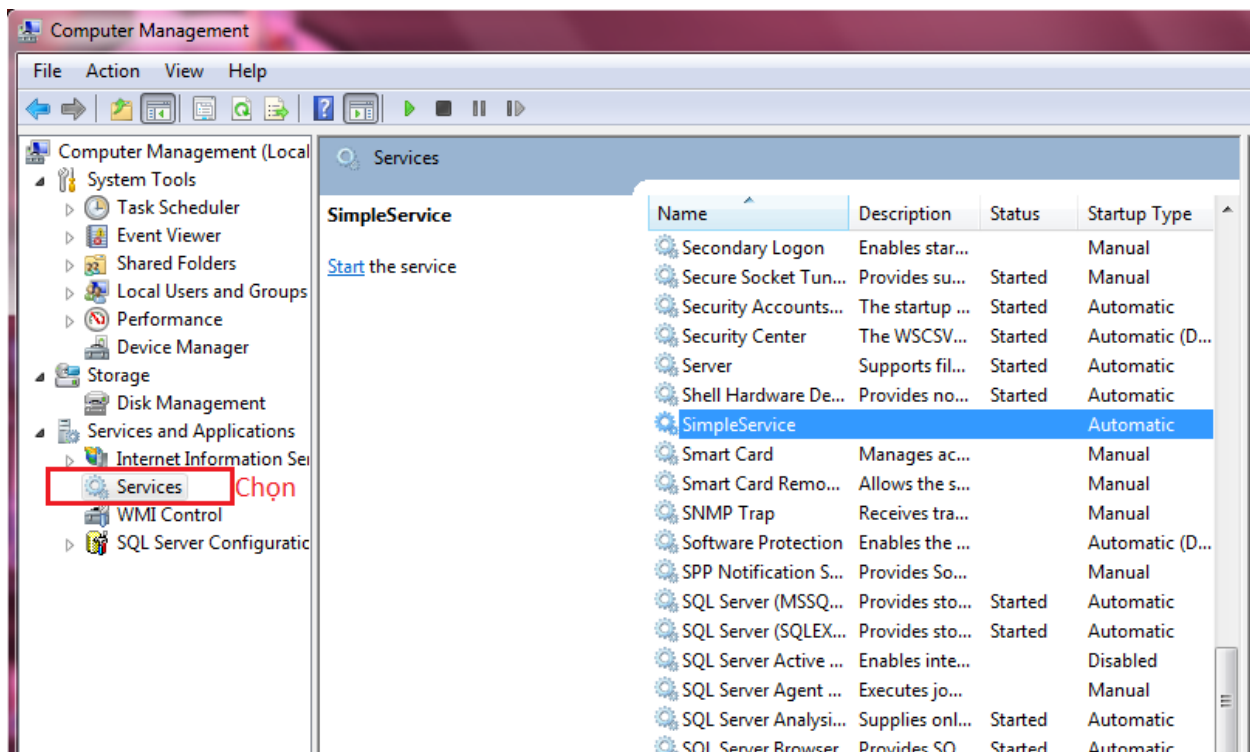 Computer Management
File Action View Help
Computer Management (Local
System Tools
Task Scheduler
Event Viewer
Shared Folders
Local Users and Groups
Performance
Device Manager
Storage
Disk Management
Services and Applications
Internet Information Ser
Services
Chọn
WMI Control
SQL Server Configuratic
Services
SimpleService
Start the service
Name Description Status Startup Type
Secondary Logon Enables star... Manual
Secure Socket Tun... Provides su... Started Manual
Security Accounts... The startup ... Started Automatic
Security Center The WSCSV... Started Automatic (D...
Server Supports fil... Started Automatic
Shell Hardware De... Provides no... Started Automatic
SimpleService Automatic
Smart Card Manages ac... Manual
Smart Card Remo... Allows the s... Manual
SNMP Trap Receives tra... Manual
Software Protection Enables the ... Automatic (D...
SPP Notification S... Provides So... Manual
SQL Server (MSSQ... Provides sto... Started Automatic
SQL Server (SQLEX... Provides sto... Started Automatic
SQL Server Active ... Enables inte... Disabled
SQL Server Agent ... Executes jo... Manual
SQL Server Analysi... Supplies onl... Started Automatic
SQL Server Browser Provides SQ... Started Automatic